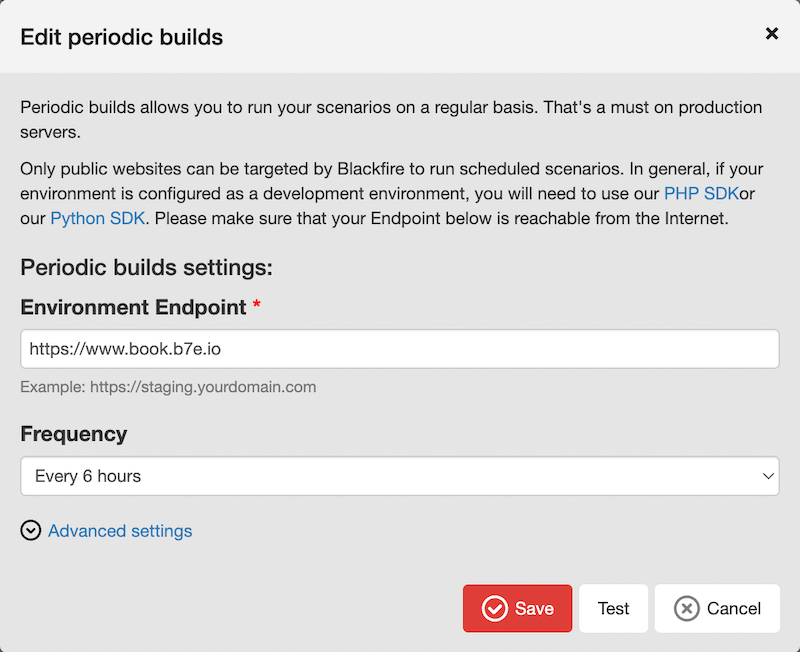 Edit periodic builds
Periodic builds allows you to run your scenarios on a regular basis. That's a must on production
servers.
Only public websites can be targeted by Blackfire to run scheduled scenarios. In general, if your
environment is configured as a development environment, you will need to use our PHP SDKor
our Python SDK. Please make sure that your Endpoint below is reachable from the Internet.
Periodic builds settings:
Environment Endpoint *
https://www.book.b7e.io
Example: https://staging.yourdomain.com
Frequency
Every 6 hours
Advanced settings
Save Test Cancel